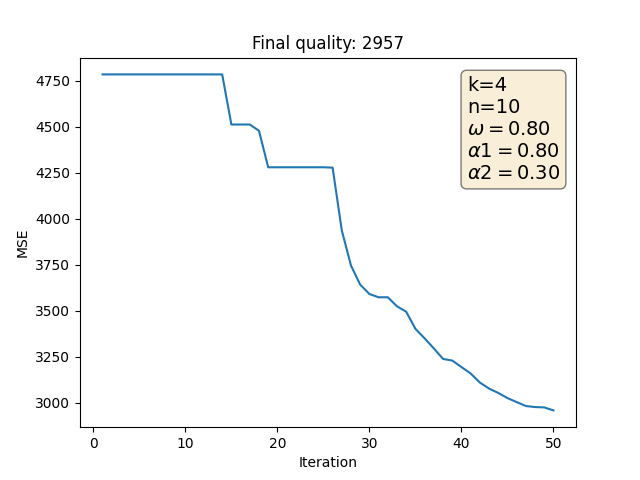 Final quality: 2957
k=4
n=10
ω = 0.80
α1 = 0.80
α2 = 0.30
4750
4500
4250
4000
3750
3500
3250
3000
MSE
0 10 20 30 40 50
Iteration